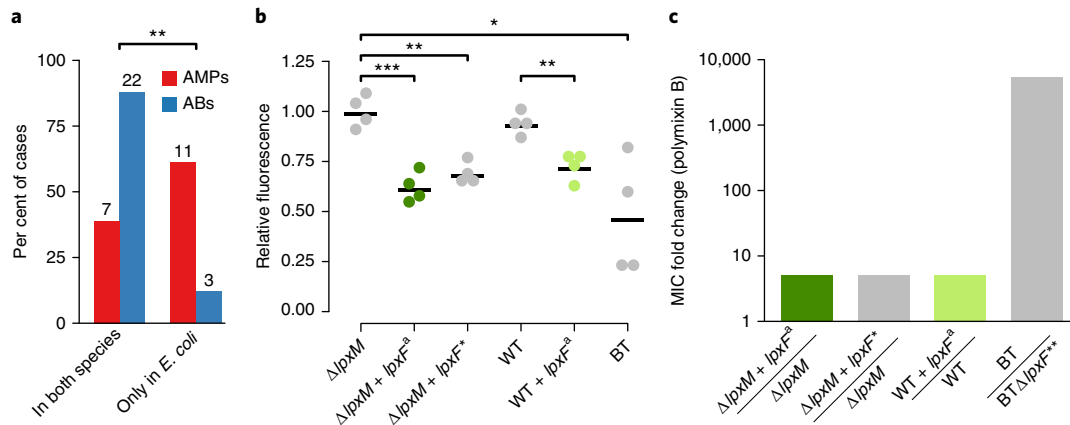 a
**
100
75
50
25
0
Per cent of cases
22
7
11
3
AMPs
ABs
In both species
Only in E. coli
b
*
**
***
**
1.25
1.00
0.75
0.50
0.25
0.00
Relative fluorescence
ΔlpxM
ΔlpxM + lpxFᵃ
ΔlpxM + lpxF*
WT
WT + lpxFᵃ
BT
c
10,000
1,000
100
10
1
MIC fold change (polymixin B)
ΔlpxM + lpxFᵃ
ΔlpxM
ΔlpxM + lpxF*
ΔlpxM
WT + lpxFᵃ
WT
BT
BTΔlpxF**